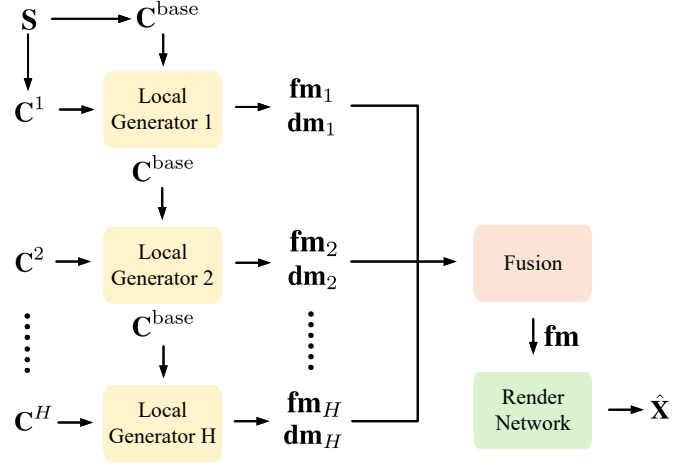 S C^base
C^1 Local Generator 1 fm_1 dm_1
C^base
C^2 Local Generator 2 fm_2 dm_2 Fusion
C^base
fm
C^H Local Generator H fm_H dm_H Render Network X̂